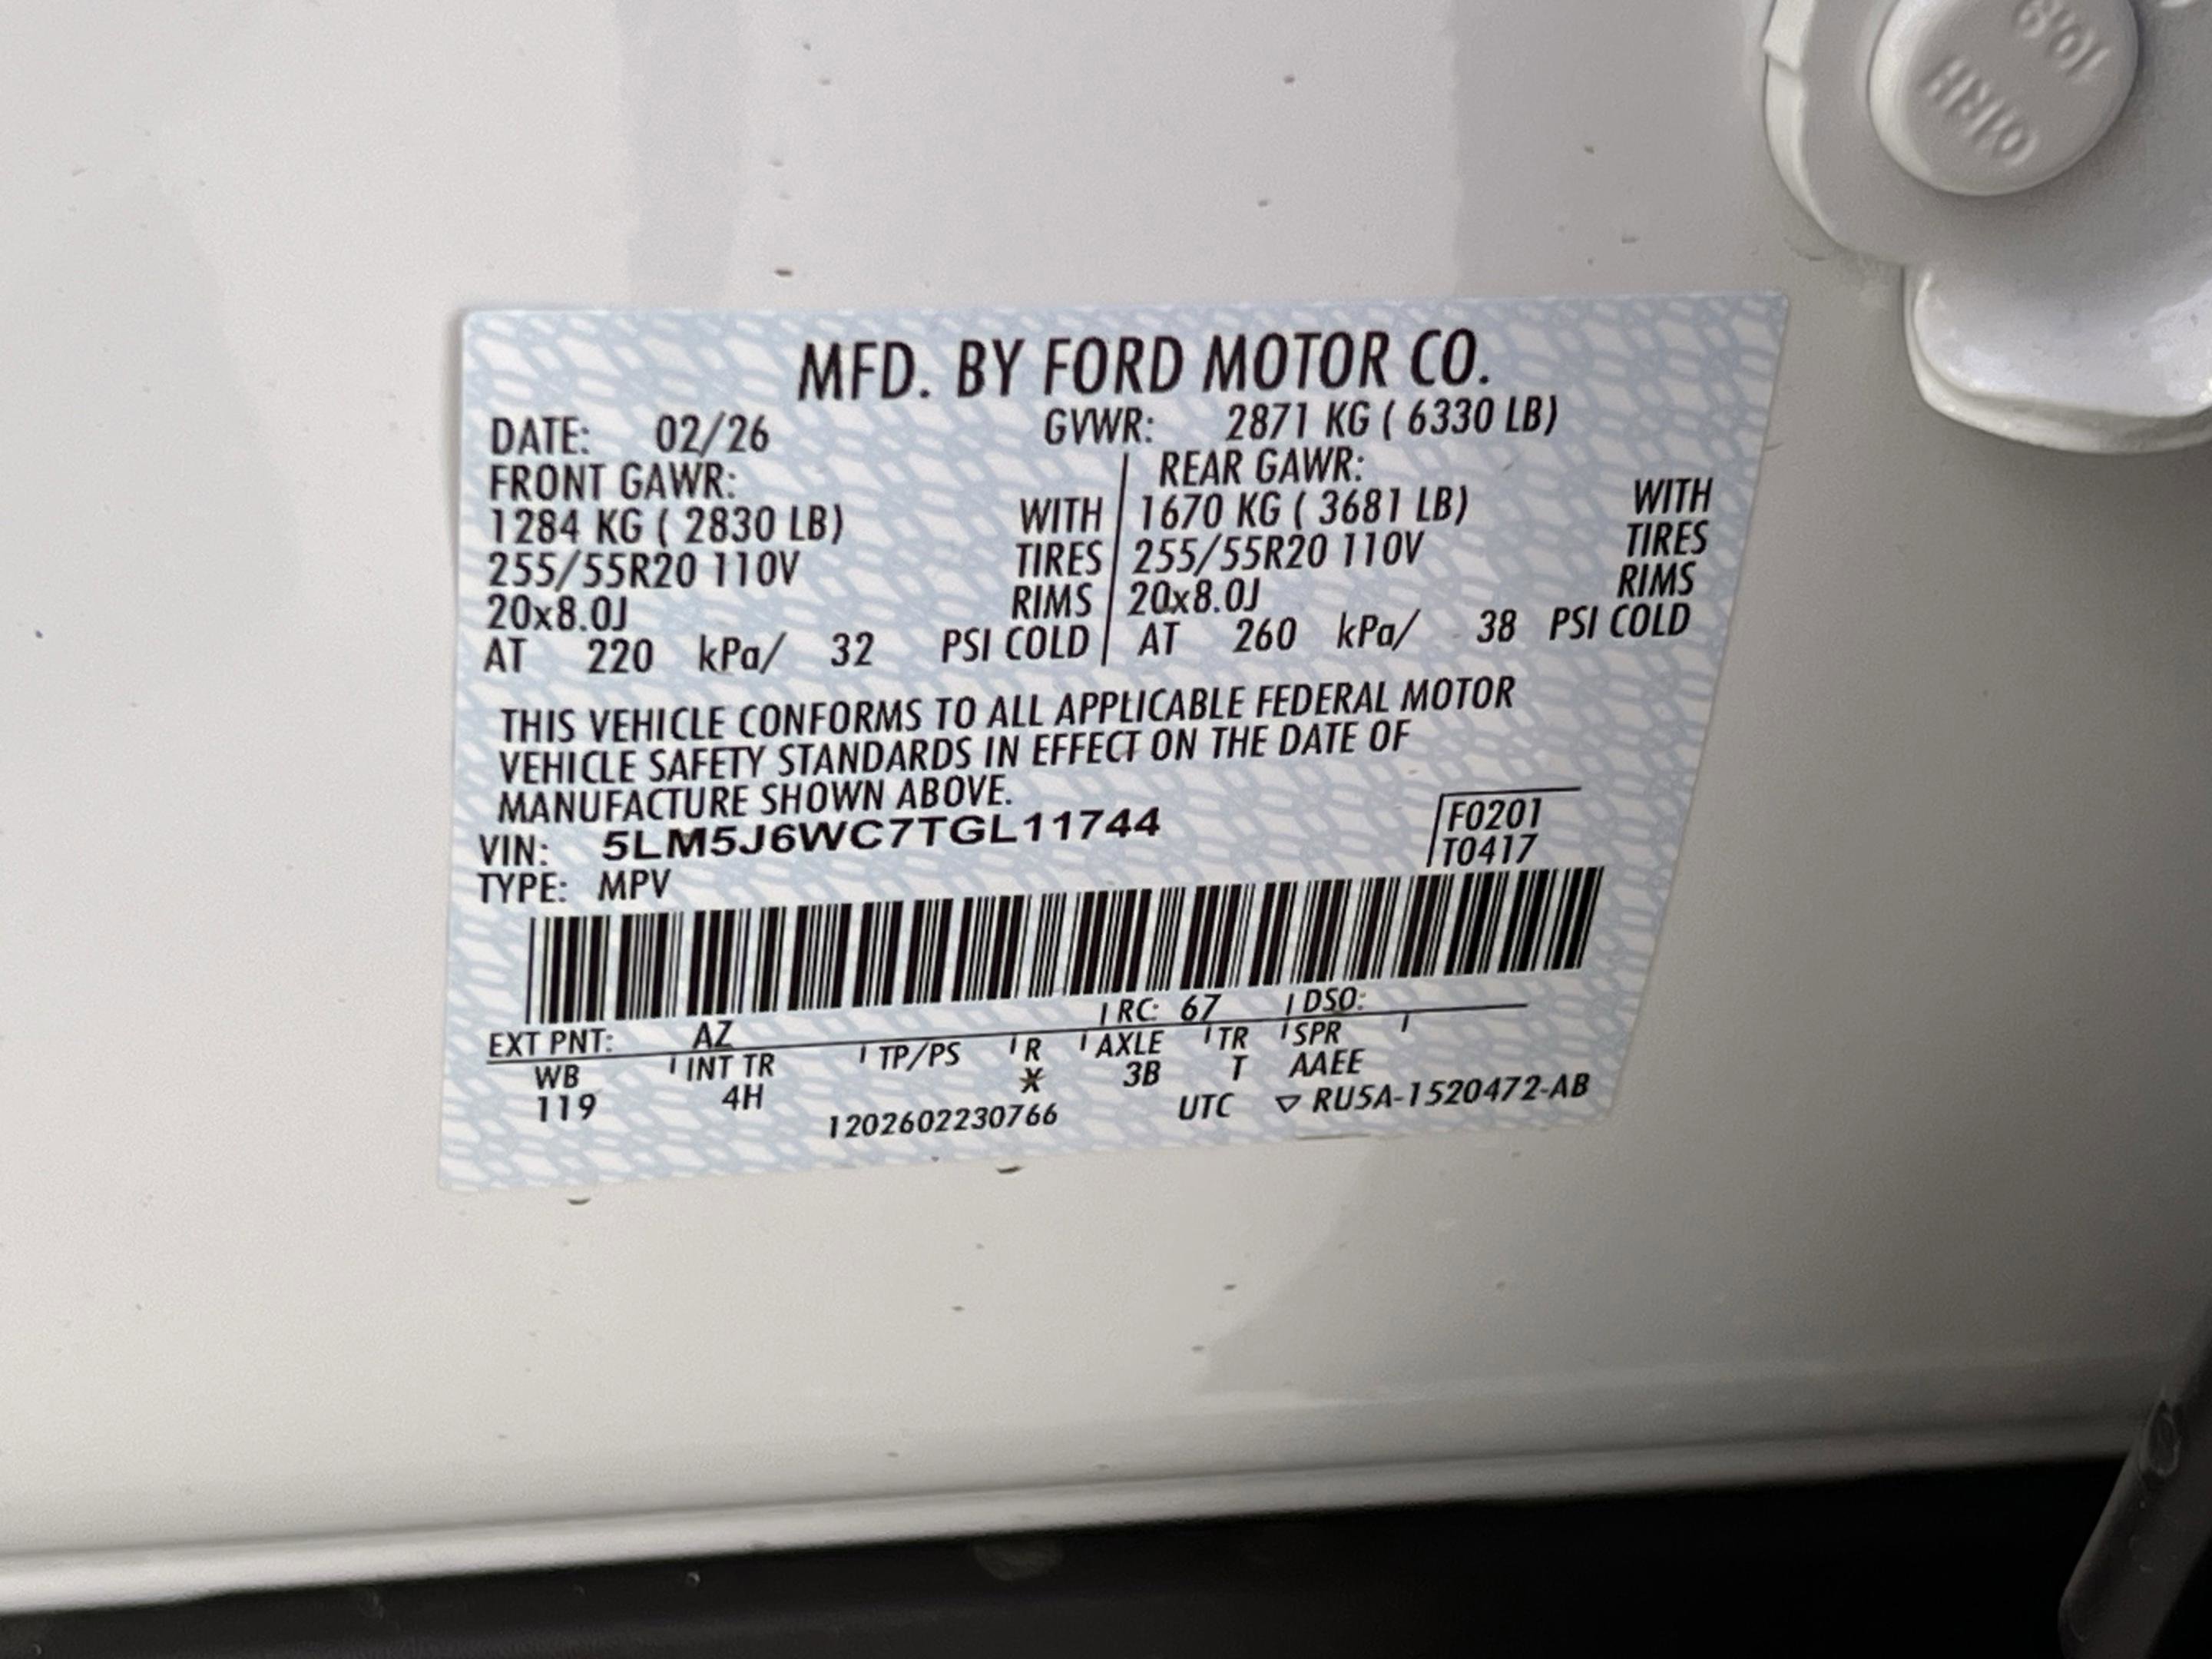 10.9
O1RH
MFD. BY FORD MOTOR CO.
DATE: 02/26 GVWR: 2871 KG ( 6330 LB)
FRONT GAWR: REAR GAWR:
1284 KG ( 2830 LB) WITH 1670 KG ( 3681 LB) WITH
255/55R20 110V TIRES 255/55R20 110V TIRES
20x8.0J RIMS 20x8.0J RIMS
AT 220 kPa/ 32 PSI COLD AT 260 kPa/ 38 PSI COLD
THIS VEHICLE CONFORMS TO ALL APPLICABLE FEDERAL MOTOR
VEHICLE SAFETY STANDARDS IN EFFECT ON THE DATE OF
MANUFACTURE SHOWN ABOVE.
VIN: 5LM5J6WC7TGL11744 F0201
TYPE: MPV T0417
EXT PNT: AZ RC: 67 DSO:
WB INT TR TP/PS R AXLE TR SPR
119 4H * 3B T AAEE
1202602230766 UTC ▽ RU5A-1520472-AB